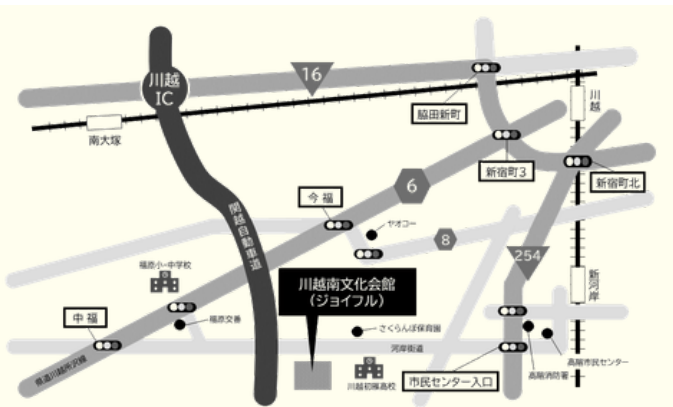 川越
IC
16
南大塚
脇田新町
川越
新宿町3
新宿町北
6
今福
ヤオコー
8
254
関越自動車道
福原小・中学校
川越南文化会館
(ジョイフル)
新河岸
中福
福原交番
さくらんぼ保育園
河岸街道
高階市民センター
高階消防署
県道川越所沢線
川越初雁高校
市民センター入口